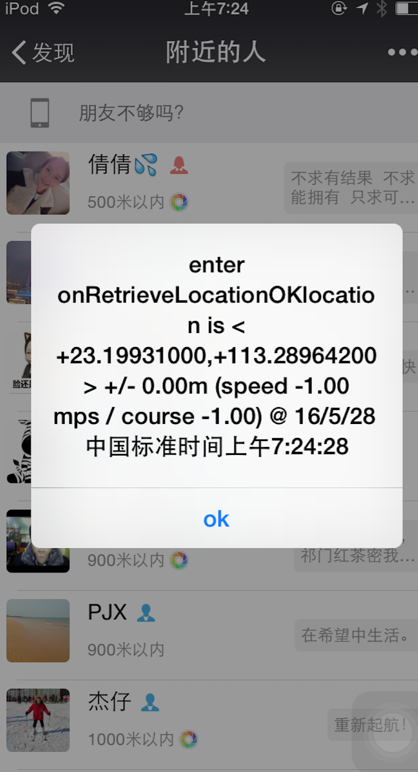 iPod 上午7:24
发现 附近的人
朋友不够吗?
倩倩
500米以内
不求有结果 不求
能拥有 只求可...
enter
onRetrieveLocationOKlocatio
n is <
+23.19931000,+113.28964200
> +/- 0.00m (speed -1.00
mps / course -1.00) @ 16/5/28
中国标准时间上午7:24:28
快
脸还是
ok
900米以内
祁门红茶密我...
PJX
900米以内
在希望中生活。
杰仔
1000米以内
重新起航!